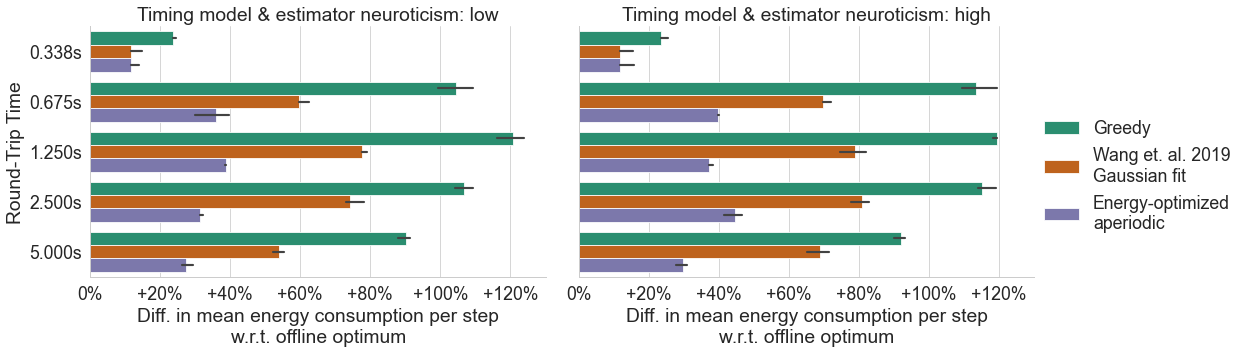 Timing model & estimator neuroticism: low
Timing model & estimator neuroticism: high
Round-Trip Time
0.338s
0.675s
1.250s
2.500s
5.000s
0% +20% +40% +60% +80% +100% +120%
Diff. in mean energy consumption per step
w.r.t. offline optimum
0% +20% +40% +60% +80% +100% +120%
Diff. in mean energy consumption per step
w.r.t. offline optimum
Greedy
Wang et. al. 2019
Gaussian fit
Energy-optimized
aperiodic